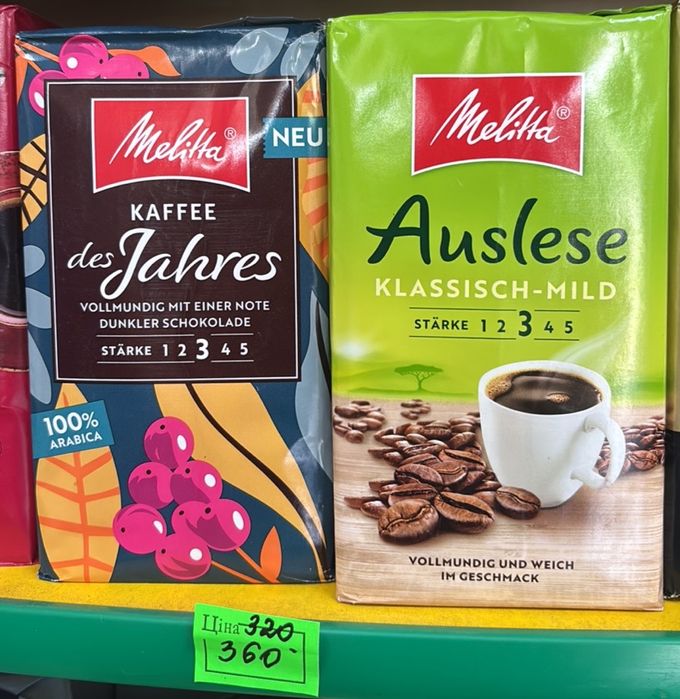 Melitta®
NEU
KAFFEE
des Jahres
VOLLMUNDIG MIT EINER NOTE
DUNKLER SCHOKOLADE
STÄRKE 1 2 3 4 5
100%
ARABICA
Melitta®
Auslese
KLASSISCH-MILD
STÄRKE 1 2 3 4 5
VOLLMUNDIG UND WEICH
IM GESCHMACK
Ціна 320
360